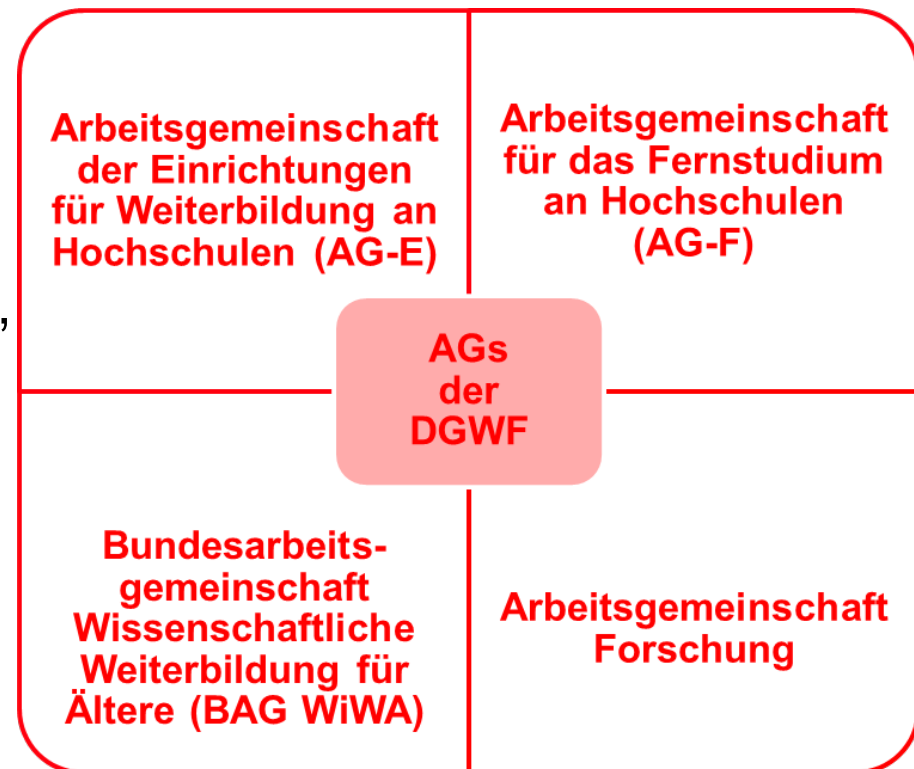 Arbeitsgemeinschaft
der Einrichtungen
für Weiterbildung an
Hochschulen (AG-E)
Arbeitsgemeinschaft
für das Fernstudium
an Hochschulen
(AG-F)
,
AGs
der
DGWF
Bundesarbeits-
gemeinschaft
Wissenschaftliche
Weiterbildung für
Ältere (BAG WiWA)
Arbeitsgemeinschaft
Forschung